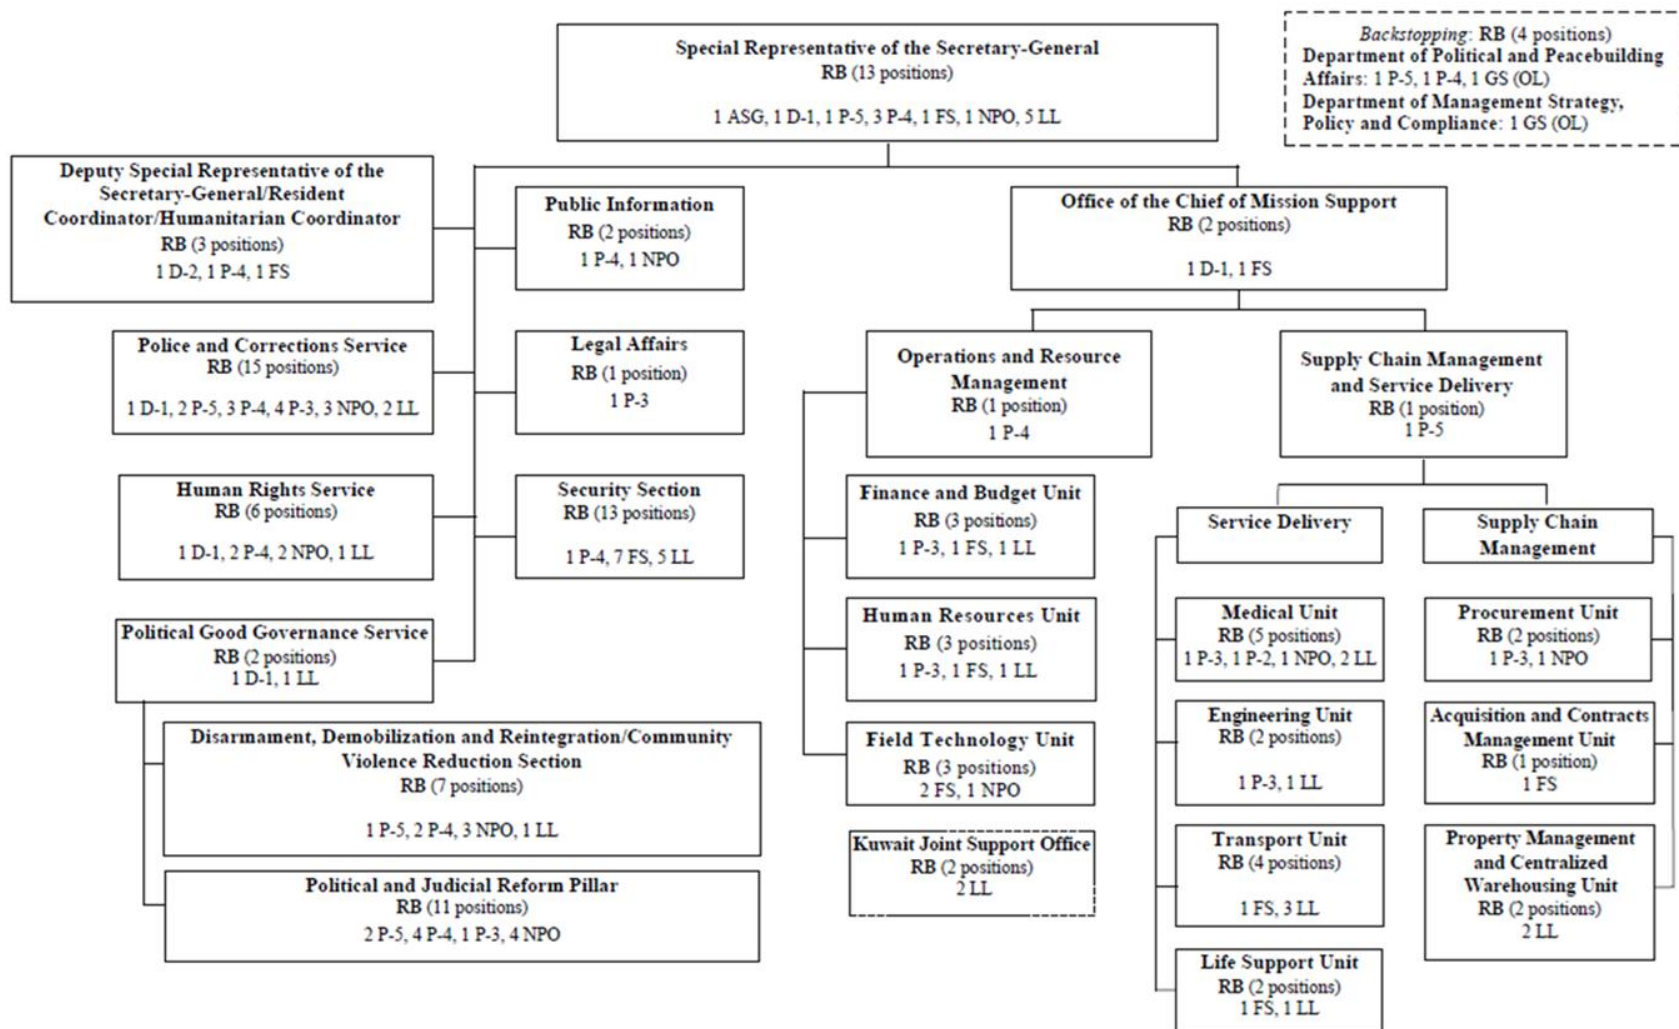 Special Representative of the Secretary-General
RB (13 positions)
1 ASG, 1 D-1, 1 P-5, 3 P-4, 1 FS, 1 NPO, 5 LL
Backstopping: RB (4 positions)
Department of Political and Peacebuilding
Affairs: 1 P-5, 1 P-4, 1 GS (OL)
Department of Management Strategy,
Policy and Compliance: 1 GS (OL)
Deputy Special Representative of the
Secretary-General/Resident
Coordinator/Humanitarian Coordinator
RB (3 positions)
1 D-2, 1 P-4, 1 FS
Public Information
RB (2 positions)
1 P-4, 1 NPO
Office of the Chief of Mission Support
RB (2 positions)
1 D-1, 1 FS
Police and Corrections Service
RB (15 positions)
1 D-1, 2 P-5, 3 P-4, 4 P-3, 3 NPO, 2 LL
Legal Affairs
RB (1 position)
1 P-3
Operations and Resource
Management
RB (1 position)
1 P-4
Supply Chain Management
and Service Delivery
RB (1 position)
1 P-5
Human Rights Service
RB (6 positions)
1 D-1, 2 P-4, 2 NPO, 1 LL
Security Section
RB (13 positions)
1 P-4, 7 FS, 5 LL
Finance and Budget Unit
RB (3 positions)
1 P-3, 1 FS, 1 LL
Service Delivery
Supply Chain
Management
Political Good Governance Service
RB (2 positions)
1 D-1, 1 LL
Human Resources Unit
RB (3 positions)
1 P-3, 1 FS, 1 LL
Medical Unit
RB (5 positions)
1 P-3, 1 P-2, 1 NPO, 2 LL
Procurement Unit
RB (2 positions)
1 P-3, 1 NPO
Disarmament, Demobilization and Reintegration/Community
Violence Reduction Section
RB (7 positions)
1 P-5, 2 P-4, 3 NPO, 1 LL
Field Technology Unit
RB (3 positions)
2 FS, 1 NPO
Engineering Unit
RB (2 positions)
1 P-3, 1 LL
Acquisition and Contracts
Management Unit
RB (1 position)
1 FS
Political and Judicial Reform Pillar
RB (11 positions)
2 P-5, 4 P-4, 1 P-3, 4 NPO
Kuwait Joint Support Office
RB (2 positions)
2 LL
Transport Unit
RB (4 positions)
1 FS, 3 LL
Property Management
and Centralized
Warehousing Unit
RB (2 positions)
2 LL
Life Support Unit
RB (2 positions)
1 FS, 1 LL